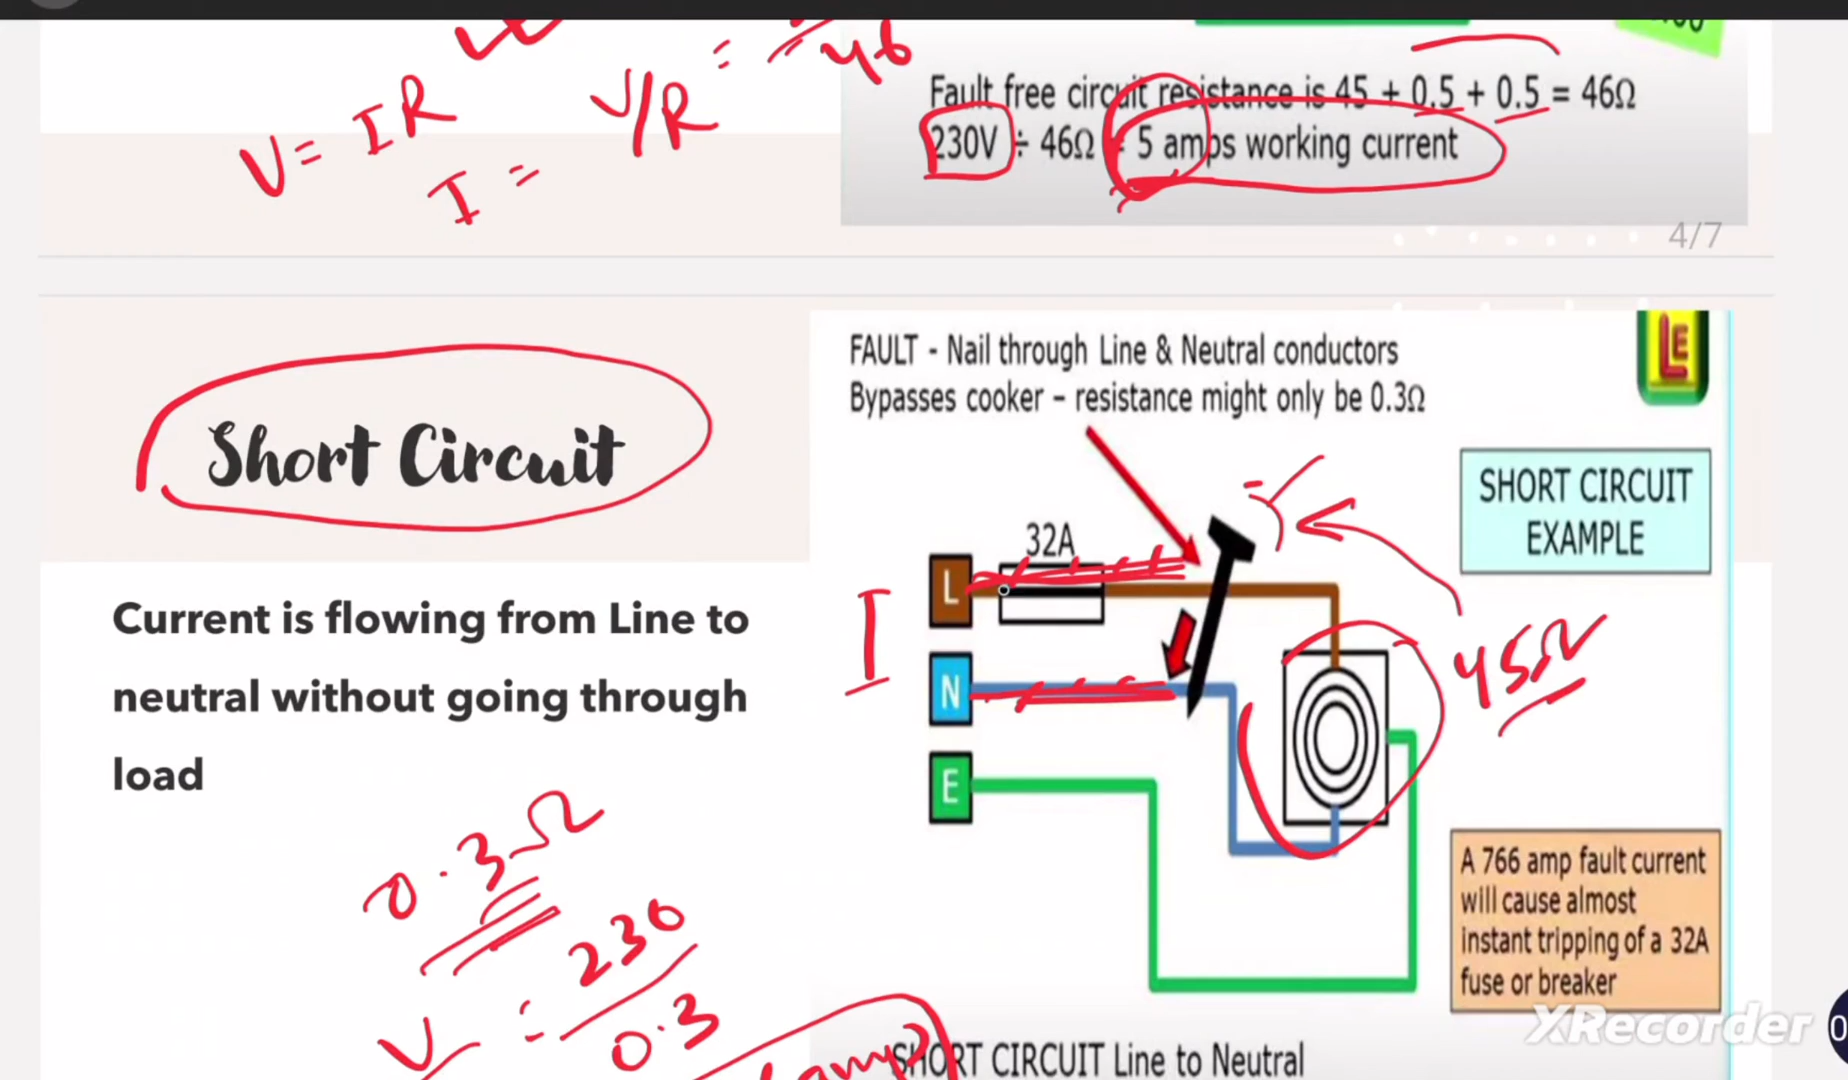 46
V = IR
I = V/R =
Fault free circuit resistance is 45 + 0.5 + 0.5 = 46Ω
230V ÷ 46Ω = 5 amps working current
4/7
Short Circuit
FAULT - Nail through Line & Neutral conductors
Bypasses cooker – resistance might only be 0.3Ω
LE
SHORT CIRCUIT
EXAMPLE
32A
L
I
N
E
45Ω
Current is flowing from Line to
neutral without going through
load
0.3Ω
V = 230
0.3
A 766 amp fault current
will cause almost
instant tripping of a 32A
fuse or breaker
XRecorder
SHORT CIRCUIT Line to Neutral